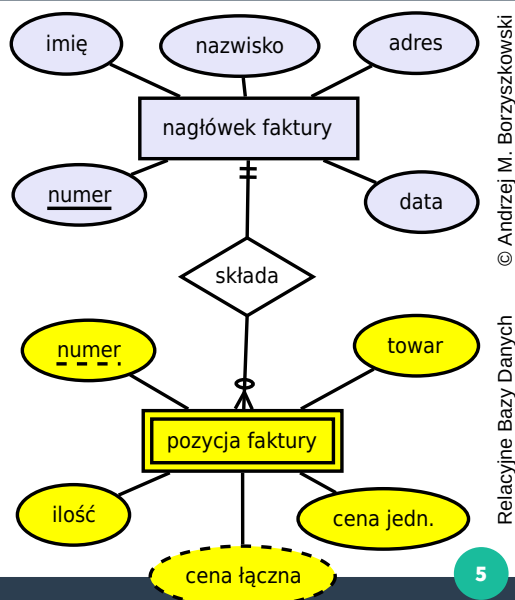 imię
nazwisko
adres
nagłówek faktury
numer
data
składa
numer
towar
pozycja faktury
ilość
cena jedn.
cena łączna
© Andrzej M. Borzyszkowski
Relacyjne Bazy Danych
5